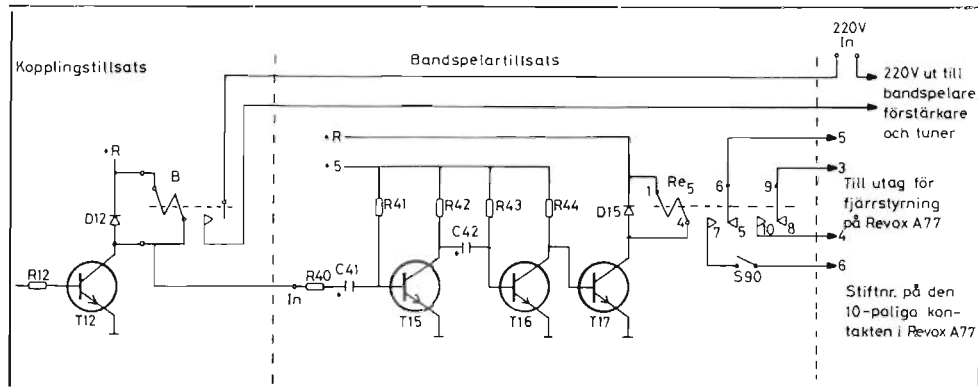 Kopplingstillsats
Bandspelartillsats
220V
In
220V ut till
bandspelare
förstärkare
och tuner
+R
B
D12
R12
T12
+R
+5
R41
R42
R43
R44
C42
D15
Re5
1
4
6
9
7
5
10
8
S90
5
3
Till utag för
fjärrstyrning
på Revox A77
4
6
In
R40
C41
+
+
T15
T16
T17
Stiftnr. på den
10-poliga kon-
takten i Revox A77